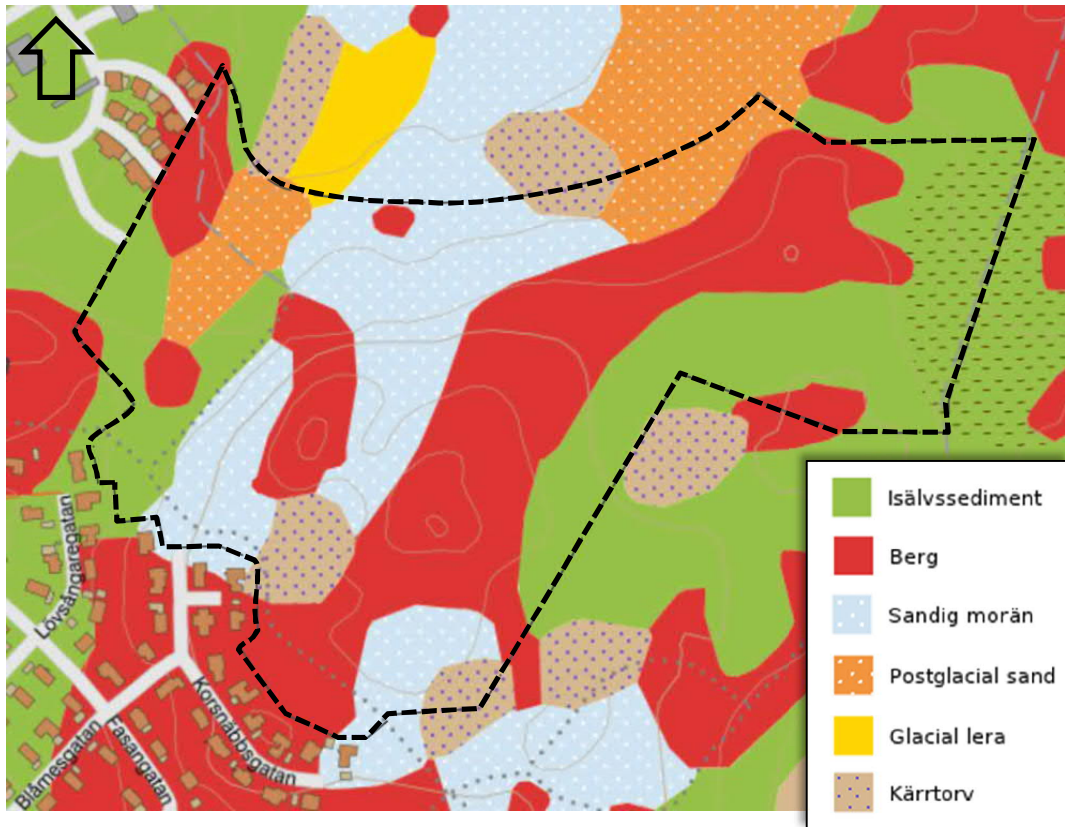 Lövsångaregatan
Blåmesgatan
Fasangatan
Korsnäbbsgatan
Isälvssediment
Berg
Sandig morän
Postglacial sand
Glacial lera
Kärrtorv